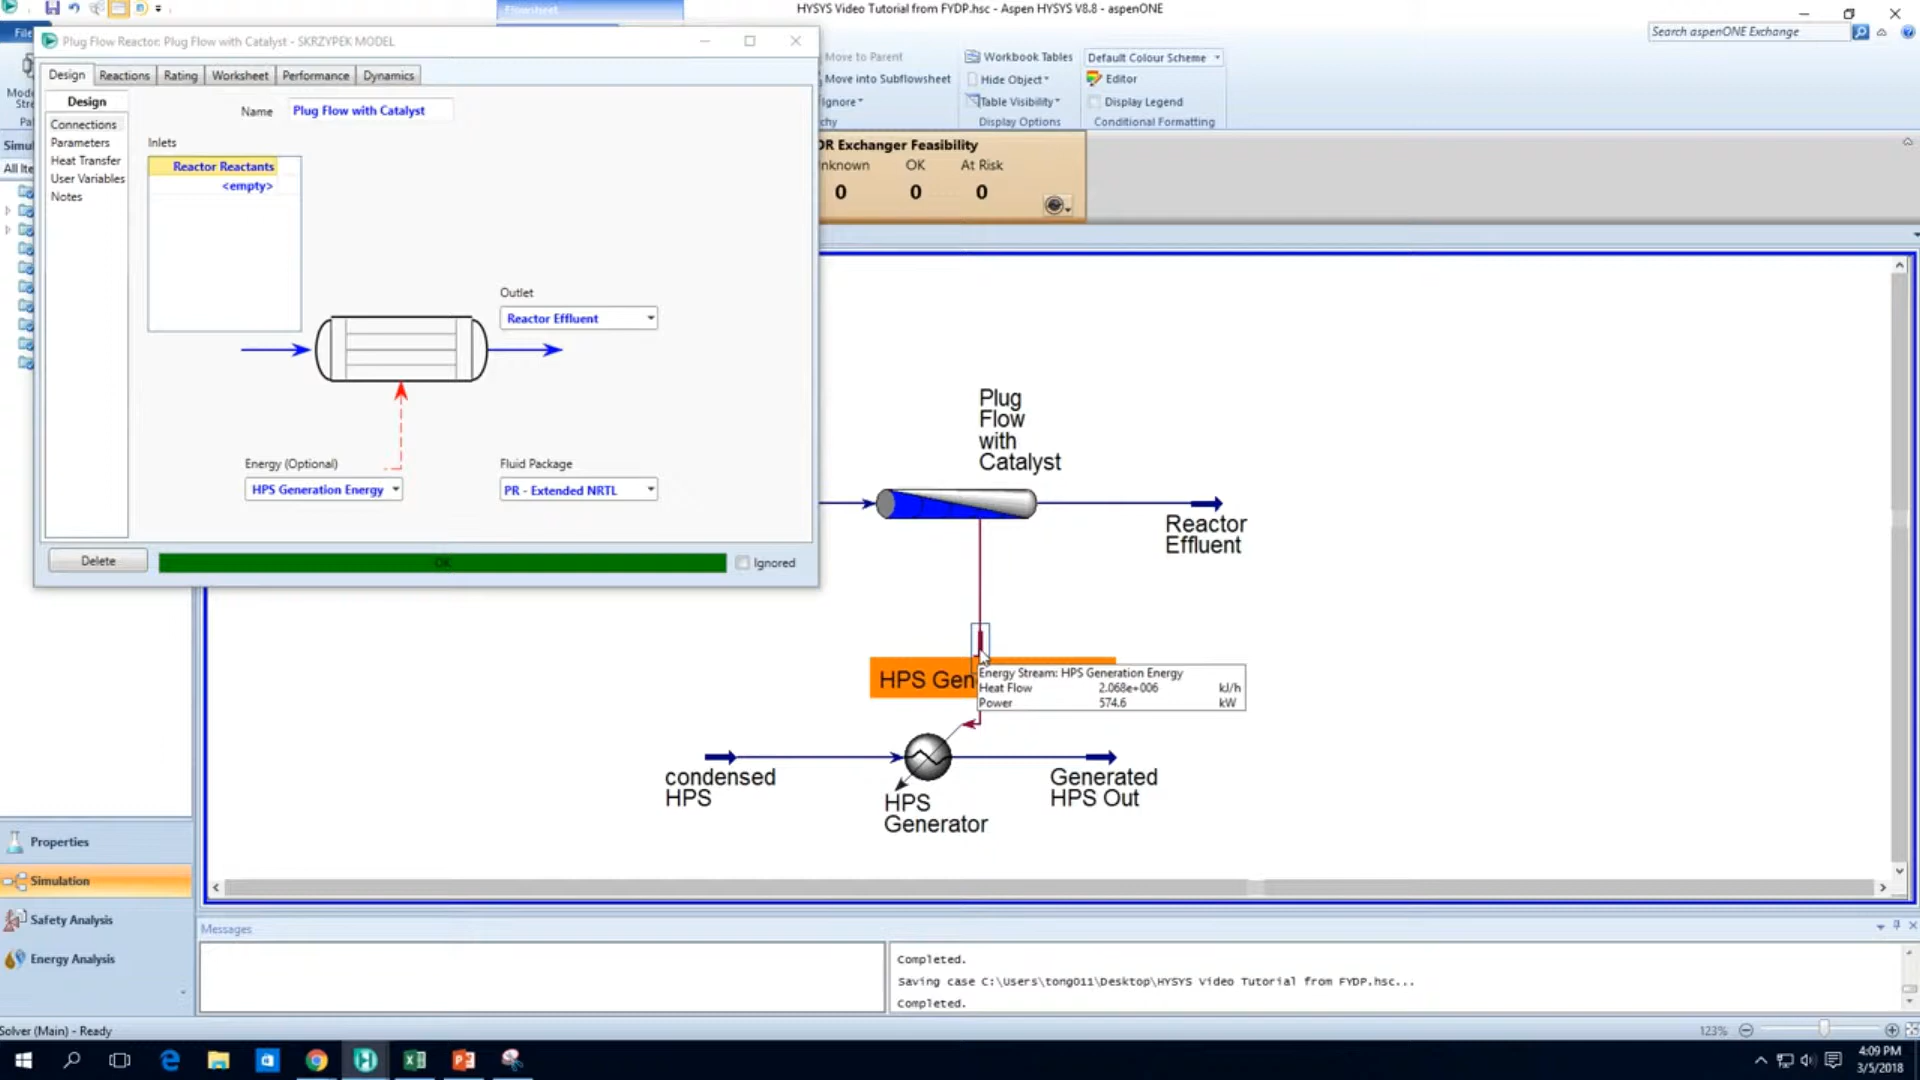 Flowsheet
HYSYS Video Tutorial from FYDP.hsc - Aspen HYSYS V8.8 - aspenONE
File
Search aspenONE Exchange
Plug Flow Reactor: Plug Flow with Catalyst - SKRZYPEK MODEL
Move to Parent
Move into Subflowsheet
Ignore
Workbook Tables
Hide Object
Table Visibility
Display Options
Default Colour Scheme
Editor
Display Legend
Conditional Formatting
Design
Reactions
Rating
Worksheet
Performance
Dynamics
Design
Connections
Parameters
Heat Transfer
User Variables
Notes
Name
Plug Flow with Catalyst
Inlets
Reactor Reactants
<empty>
Outlet
Reactor Effluent
Energy (Optional)
HPS Generation Energy
Fluid Package
PR - Extended NRTL
Delete
OK
Ignored
DR Exchanger Feasibility
nknown
OK
At Risk
0
0
0
Simu
All Ite
Plug
Flow
with
Catalyst
Reactor
Effluent
HPS Gen
Energy Stream: HPS Generation Energy
Heat Flow 2.068e+006 kJ/h
Power 574.6 kW
condensed
HPS
HPS
Generator
Generated
HPS Out
Properties
Simulation
Safety Analysis
Energy Analysis
Messages
Completed.
Saving case C:\Users\tong011\Desktop\HYSYS Video Tutorial from FYDP.hsc...
Completed.
Solver (Main) - Ready
123%
4:09 PM
3/5/2018